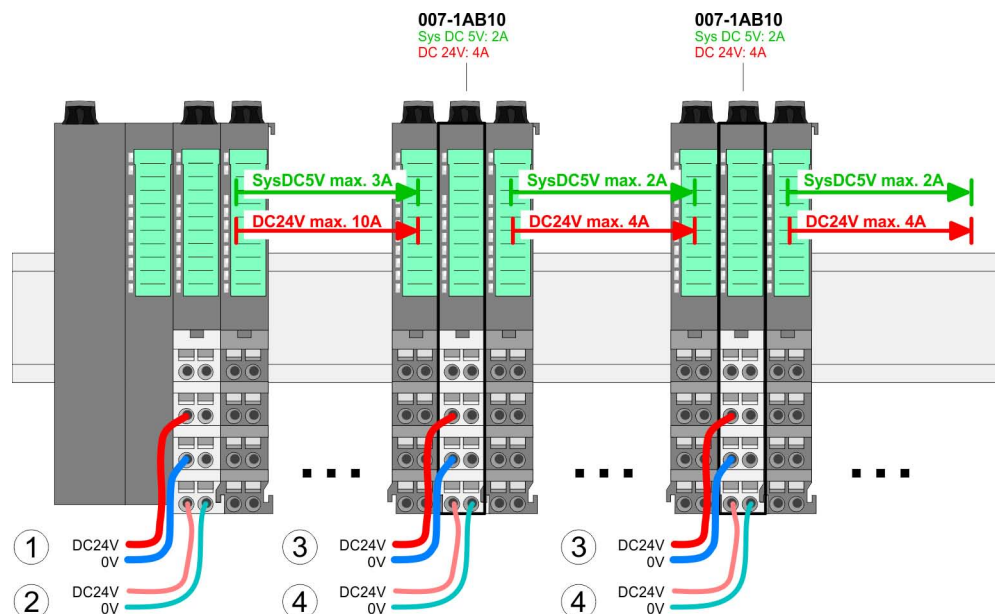 007-1AB10
Sys DC 5V: 2A
DC 24V: 4A
007-1AB10
Sys DC 5V: 2A
DC 24V: 4A
SysDC5V max. 3A
SysDC5V max. 2A
SysDC5V max. 2A
DC24V max. 10A
DC24V max. 4A
DC24V max. 4A
...
...
...
1 DC24V
0V
3 DC24V
0V
3 DC24V
0V
2 DC24V
0V
4 DC24V
0V
4 DC24V
0V